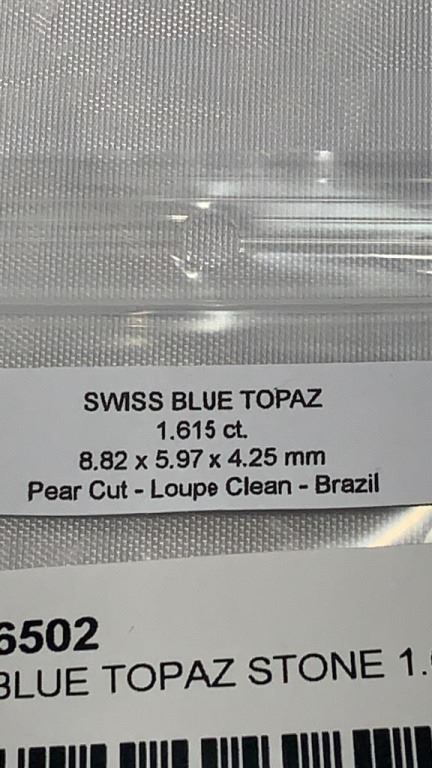 SWISS BLUE TOPAZ
1.615 ct.
8.82 x 5.97 x 4.25 mm
Pear Cut - Loupe Clean - Brazil
6502
BLUE TOPAZ STONE 1.